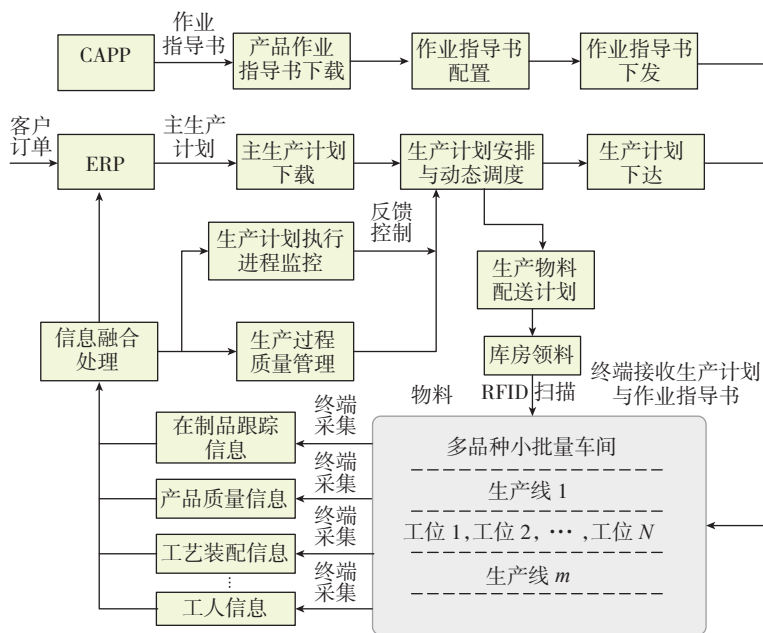 作业
指导书
CAPP
产品作业
指导书下载
作业指导书
配置
作业指导书
下发
客户
订单
ERP
主生产
计划
主生产计划
下载
生产计划安排
与动态调度
生产计划
下达
生产计划执行
进程监控
反馈
控制
生产物料
配送计划
信息融合
处理
生产过程
质量管理
库房领料
物料
RFID 扫描
终端接收生产计划
与作业指导书
在制品跟踪
信息
终端
采集
产品质量信息
终端
采集
工艺装配信息
终端
采集
⋮
工人信息
终端
采集
多品种小批量车间
生产线 1
工位 1,工位 2, ⋯ ,工位 N
生产线 m